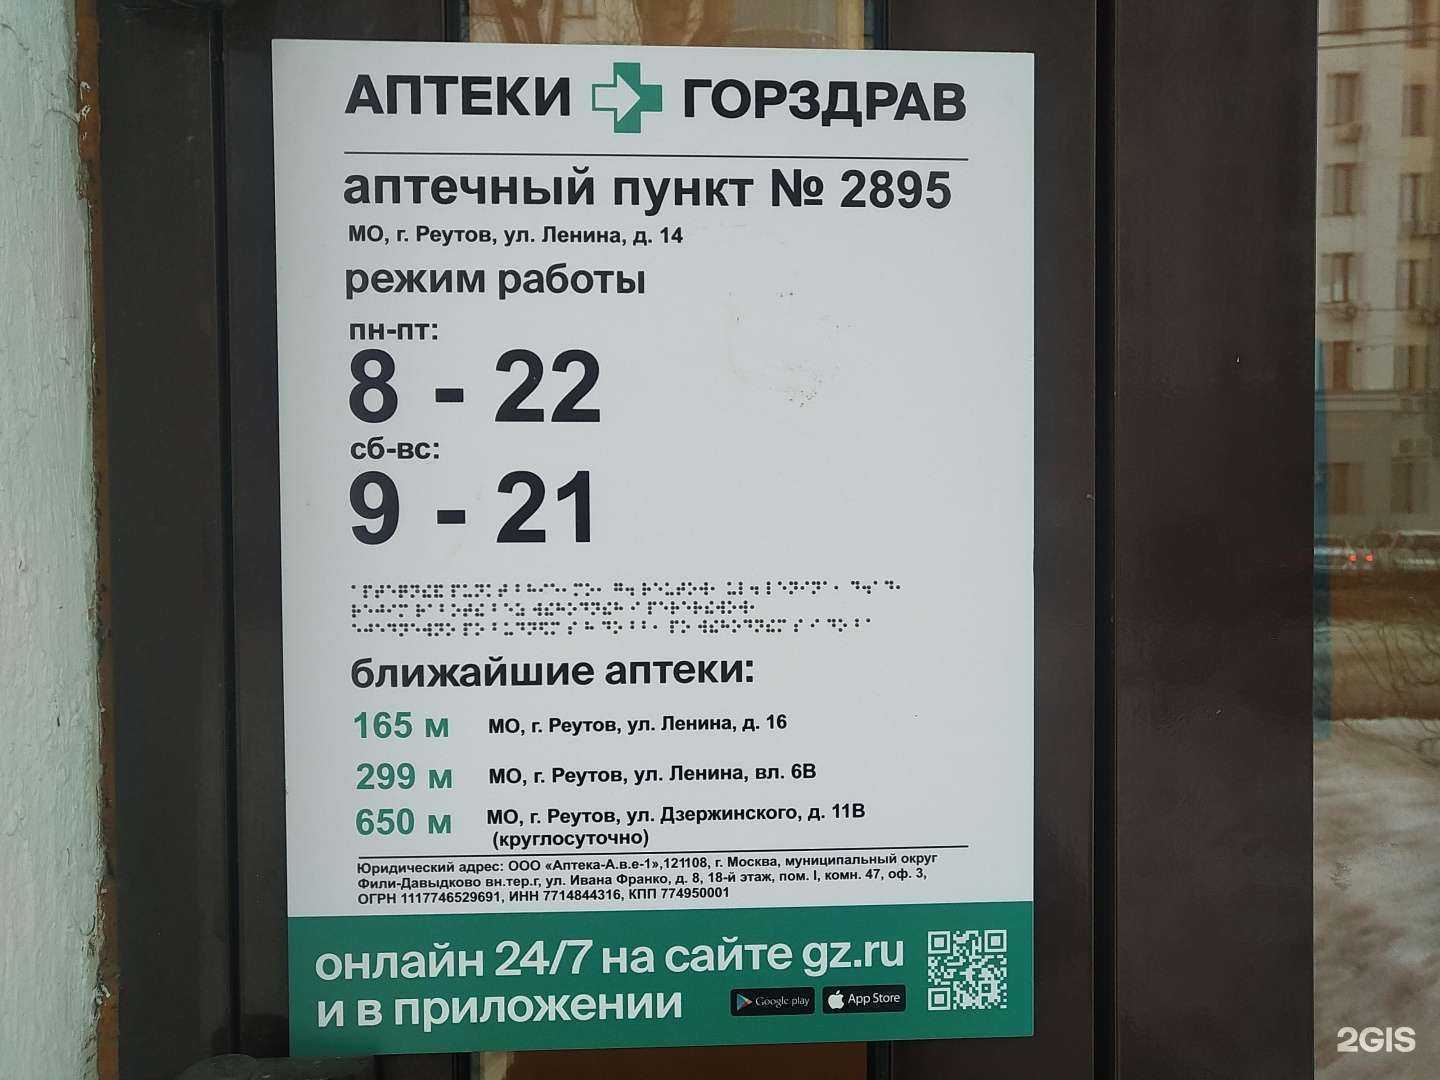 АПТЕКИ ГОРЗДРАВ
аптечный пункт № 2895
МО, г. Реутов, ул. Ленина, д. 14
режим работы
пн-пт:
8 - 22
сб-вс:
9 - 21
ближайшие аптеки:
165 м МО, г. Реутов, ул. Ленина, д. 16
299 м МО, г. Реутов, ул. Ленина, вл. 6В
650 м МО, г. Реутов, ул. Дзержинского, д. 11В
(круглосуточно)
Юридический адрес: ООО «Аптека-А.в.е-1»,121108, г. Москва, муниципальный округ
Фили-Давыдково вн.тер.г, ул. Ивана Франко, д. 8, 18-й этаж, пом. I, комн. 47, оф. 3,
ОГРН 1117746529691, ИНН 7714844316, КПП 774950001
онлайн 24/7 на сайте gz.ru
и в приложении
Google play
App Store
2GIS